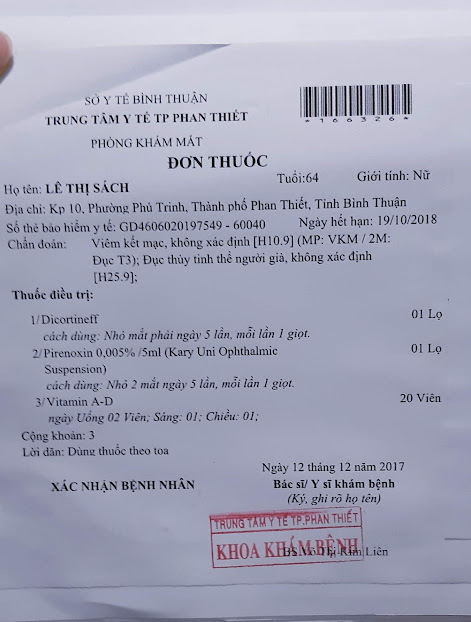 SỞ Y TẾ BÌNH THUẬN
TRUNG TÂM Y TẾ TP PHAN THIẾT
*166326*
PHÒNG KHÁM MẮT
ĐƠN THUỐC
Họ tên: LÊ THỊ SÁCH Tuổi:64 Giới tính: Nữ
Địa chỉ: Kp 10, Phường Phú Trinh, Thành phố Phan Thiết, Tỉnh Bình Thuận
Số thẻ bảo hiểm y tế: GD4606020197549 - 60040 Ngày hết hạn: 19/10/2018
Chẩn đoán: Viêm kết mạc, không xác định [H10.9] (MP: VKM / 2M:
Đục T3); Đục thủy tinh thể người già, không xác định
[H25.9];
Thuốc điều trị:
1/Dicortineff 01 Lọ
cách dùng: Nhỏ mắt phải ngày 5 lần, mỗi lần 1 giọt.
2/Pirenoxin 0,005% /5ml (Kary Uni Ophthalmic 01 Lọ
Suspension)
cách dùng: Nhỏ 2 mắt ngày 5 lần, mỗi lần 1 giọt.
3/Vitamin A-D 20 Viên
ngày Uống 02 Viên; Sáng: 01; Chiều: 01;
Cộng khoản: 3
Lời dặn: Dùng thuốc theo toa
Ngày 12 tháng 12 năm 2017
XÁC NHẬN BỆNH NHÂN Bác sĩ/ Y sĩ khám bệnh
(Ký, ghi rõ họ tên)
TRUNG TÂM Y TẾ TP.PHAN THIẾT
KHOA KHÁM BỆNH
BS.Võ Thị Kim Liên